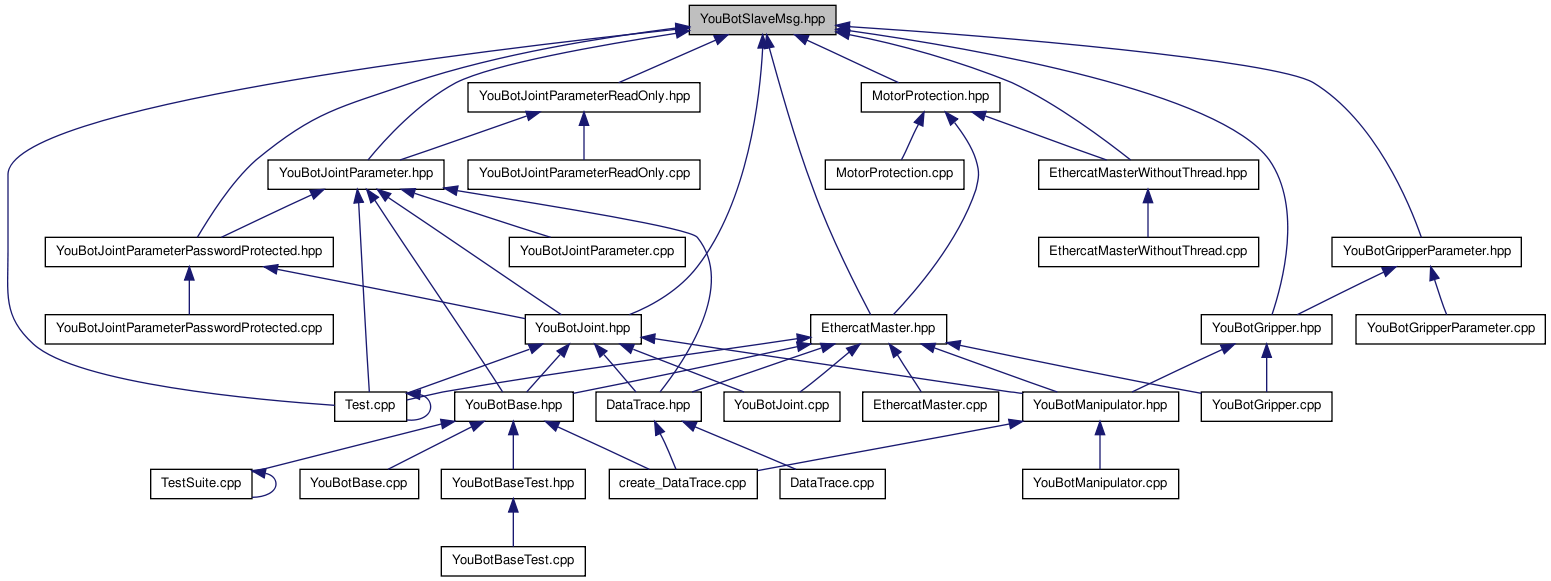 YouBotSlaveMsg.hpp
YouBotJointParameterReadOnly.hpp
MotorProtection.hpp
YouBotJointParameter.hpp
YouBotJointParameterReadOnly.cpp
MotorProtection.cpp
EthercatMasterWithoutThread.hpp
YouBotJointParameterPasswordProtected.hpp
YouBotJointParameter.cpp
EthercatMasterWithoutThread.cpp
YouBotGripperParameter.hpp
YouBotJointParameterPasswordProtected.cpp
YouBotJoint.hpp
EthercatMaster.hpp
YouBotGripper.hpp
YouBotGripperParameter.cpp
Test.cpp
YouBotBase.hpp
DataTrace.hpp
YouBotJoint.cpp
EthercatMaster.cpp
YouBotManipulator.hpp
YouBotGripper.cpp
TestSuite.cpp
YouBotBase.cpp
YouBotBaseTest.hpp
create_DataTrace.cpp
DataTrace.cpp
YouBotManipulator.cpp
YouBotBaseTest.cpp